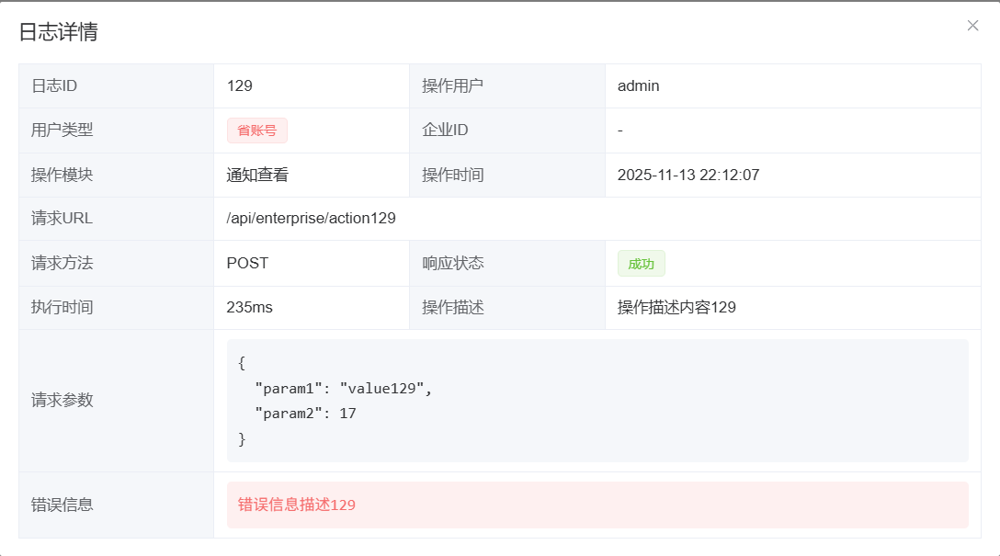 日志详情
日志ID 129 操作用户 admin
用户类型 省账号 企业ID -
操作模块 通知查看 操作时间 2025-11-13 22:12:07
请求URL /api/enterprise/action129
请求方法 POST 响应状态 成功
执行时间 235ms 操作描述 操作描述内容129
请求参数
{
  "param1": "value129",
  "param2": 17
}
错误信息 错误信息描述129